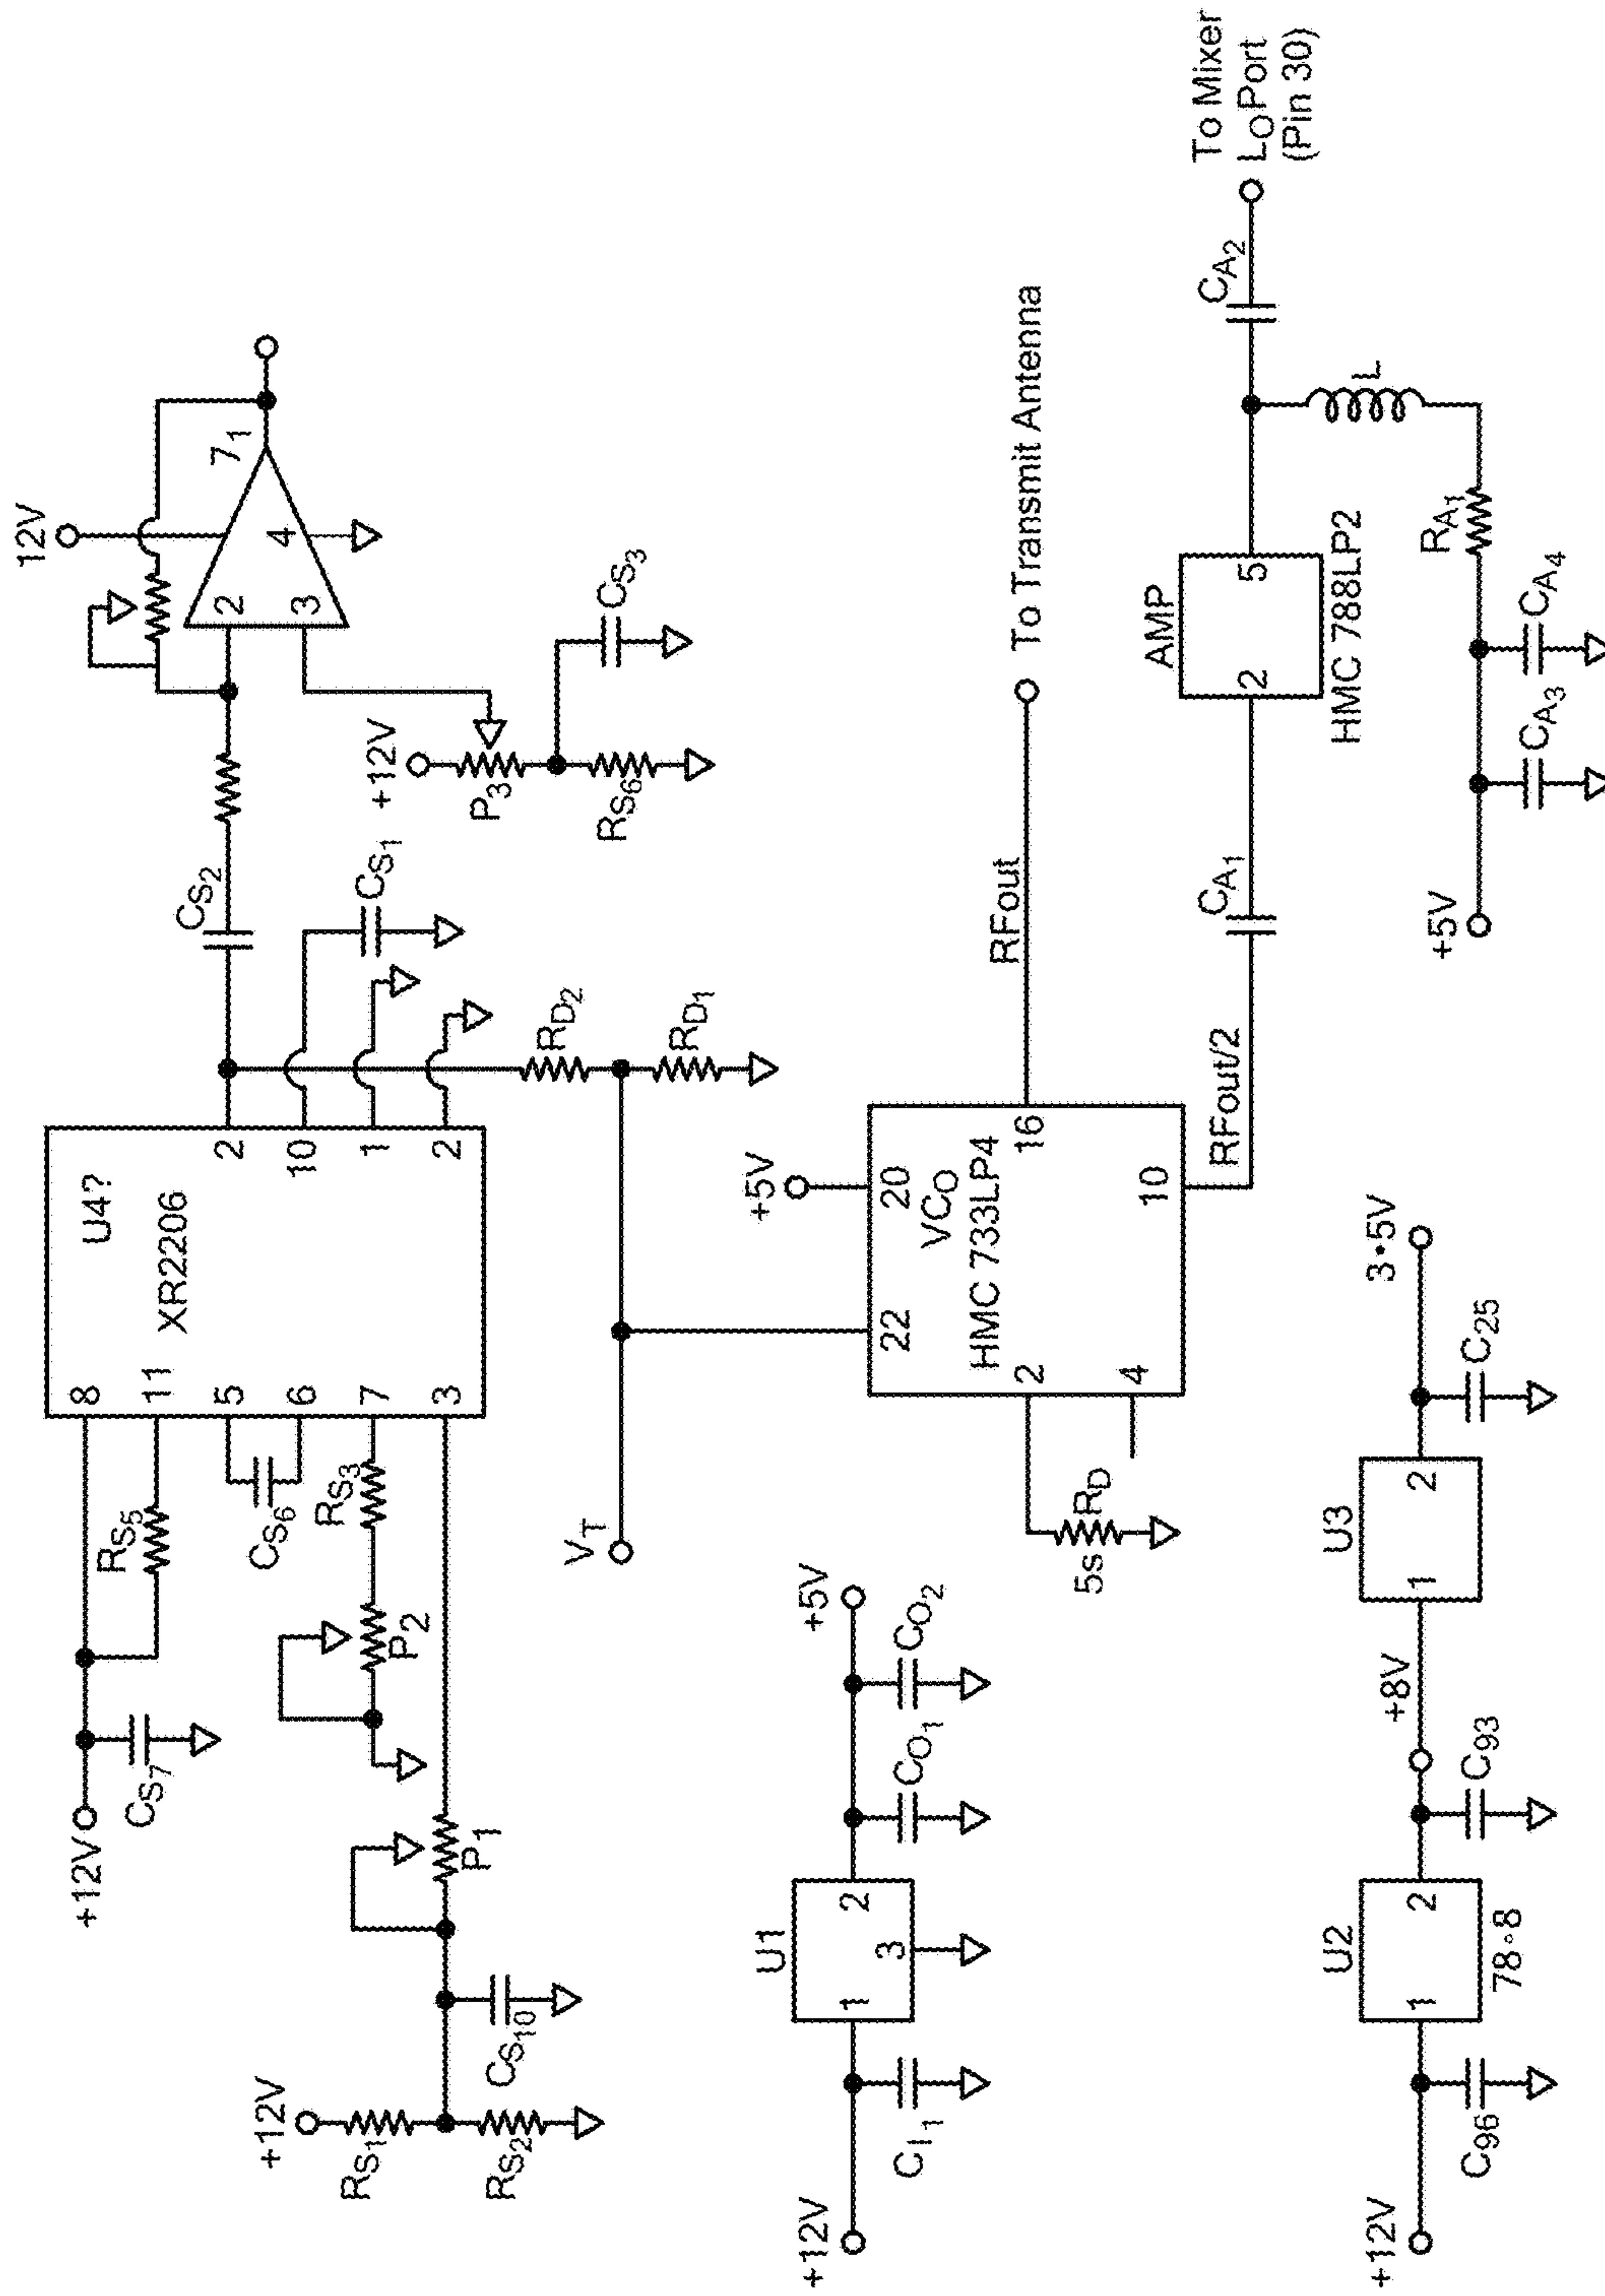 +12V
CS7
RS5
8
11
5
6
7
3
CS6
RS3
P2
P1
+12V
RS1
RS2
CS10
U4?
XR2206
2
10
1
2
CS2
CS1
12V
2
3
4
71
+12V
P3
RS6
CS3
RD2
RD1
VT
+5V
20
22
VCO
HMC 733LP4
16
2
4
10
5s
RD
RFout
To Transmit Antenna
RFout/2
CA1
AMP
2
5
HMC 788LP2
CA2
To Mixer
LO Port
(Pin 30)
L
RA1
CA4
CA3
+5V
+12V
CI1
U1
1
2
3
CO1
CO2
+5V
+12V
C96
U2
1
2
78∘8
C93
+8V
U3
1
2
C25
3•5V